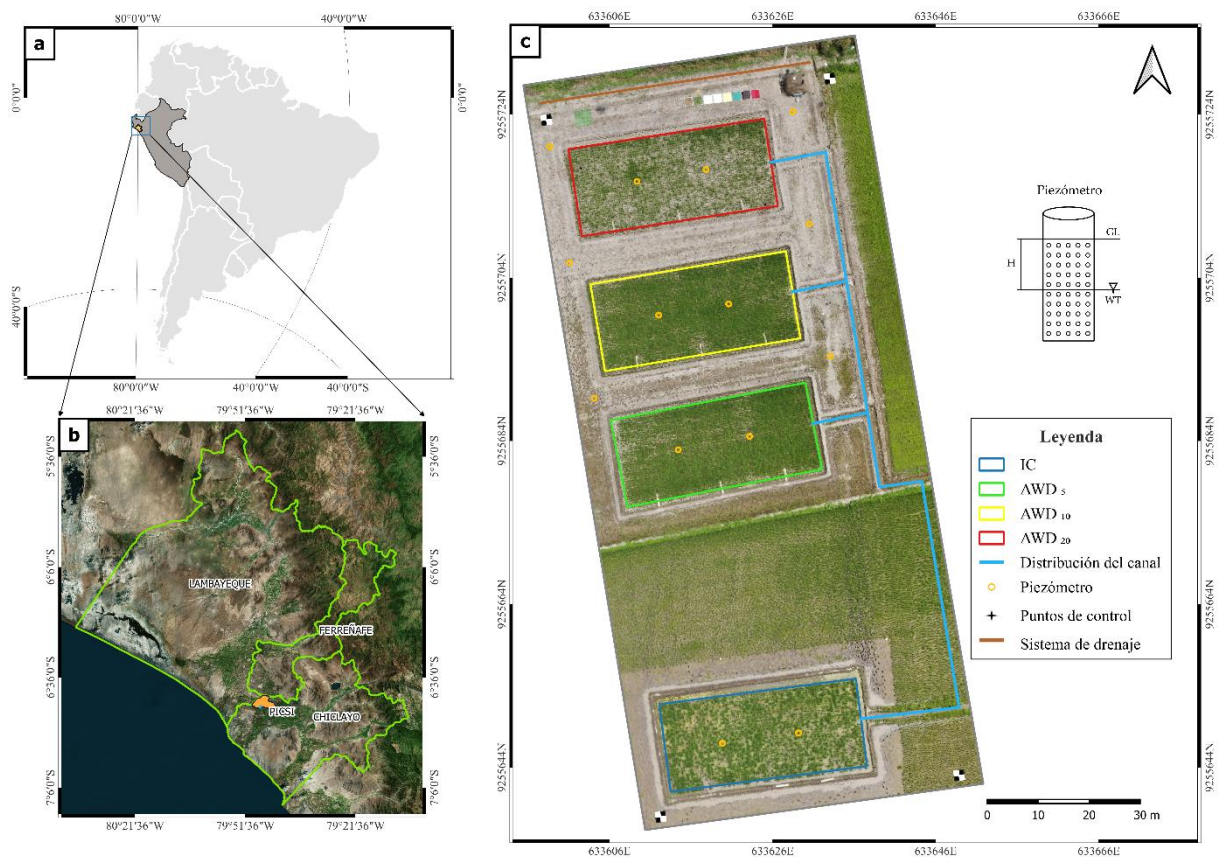 a
80°0'0"W
40°0'0"W
0°0'0"
0°0'0"
40°0'0"S
80°0'0"W
40°0'0"W
40°0'0"S
b
80°21'36"W
79°51'36"W
79°21'36"W
5°36'0"S
5°36'0"S
6°6'0"S
6°6'0"S
6°36'0"S
6°36'0"S
7°6'0"S
7°6'0"S
LAMBAYEQUE
FERREÑAFE
PICSI
CHICLAYO
80°21'36"W
79°51'36"W
79°21'36"W
c
633606E
633626E
633646E
633666E
9255724N
9255724N
9255704N
9255704N
9255684N
9255684N
9255664N
9255664N
9255644N
9255644N
Piezómetro
GL
H
WT
Leyenda
IC
AWD 5
AWD 10
AWD 20
Distribución del canal
Piezómetro
Puntos de control
Sistema de drenaje
0 10 20 30 m
633606E
633626E
633646E
633666E